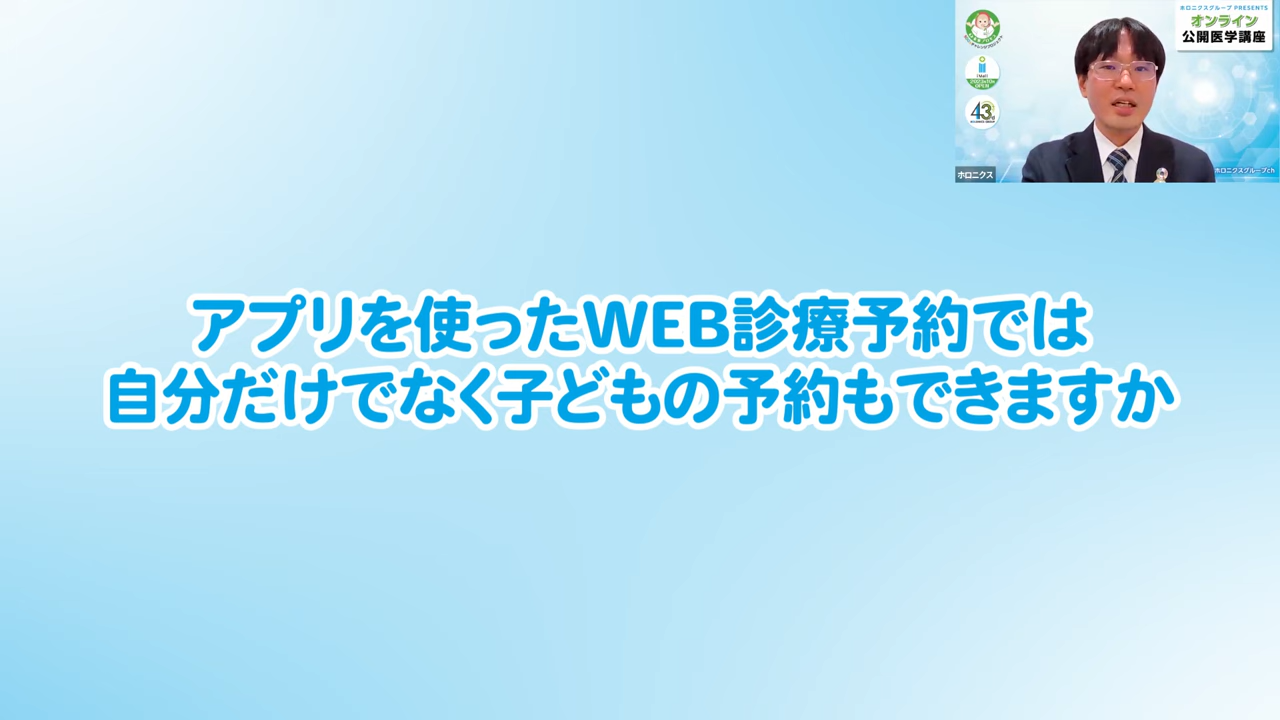 ホロニクスグループ PRESENTS
オンライン
公開医学講座
43
ホロニクス
ホロニクスグループch
アプリを使ったWEB診療予約では
自分だけでなく子どもの予約もできますか